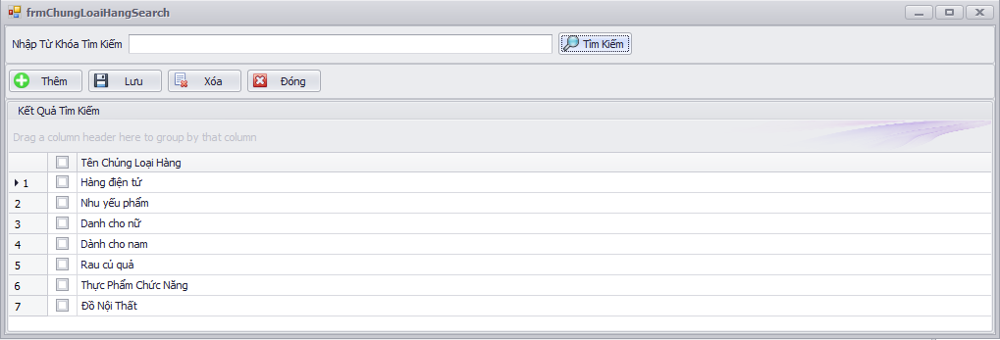 frmChungLoaiHangSearch
Nhập Từ Khóa Tìm Kiếm Tìm Kiếm
Thêm Lưu Xóa Đóng
Kết Quả Tìm Kiếm
Drag a column header here to group by that column
Tên Chủng Loại Hàng
1 Hàng điện tử
2 Nhu yếu phẩm
3 Danh cho nữ
4 Dành cho nam
5 Rau củ quả
6 Thực Phẩm Chức Năng
7 Đồ Nội Thất